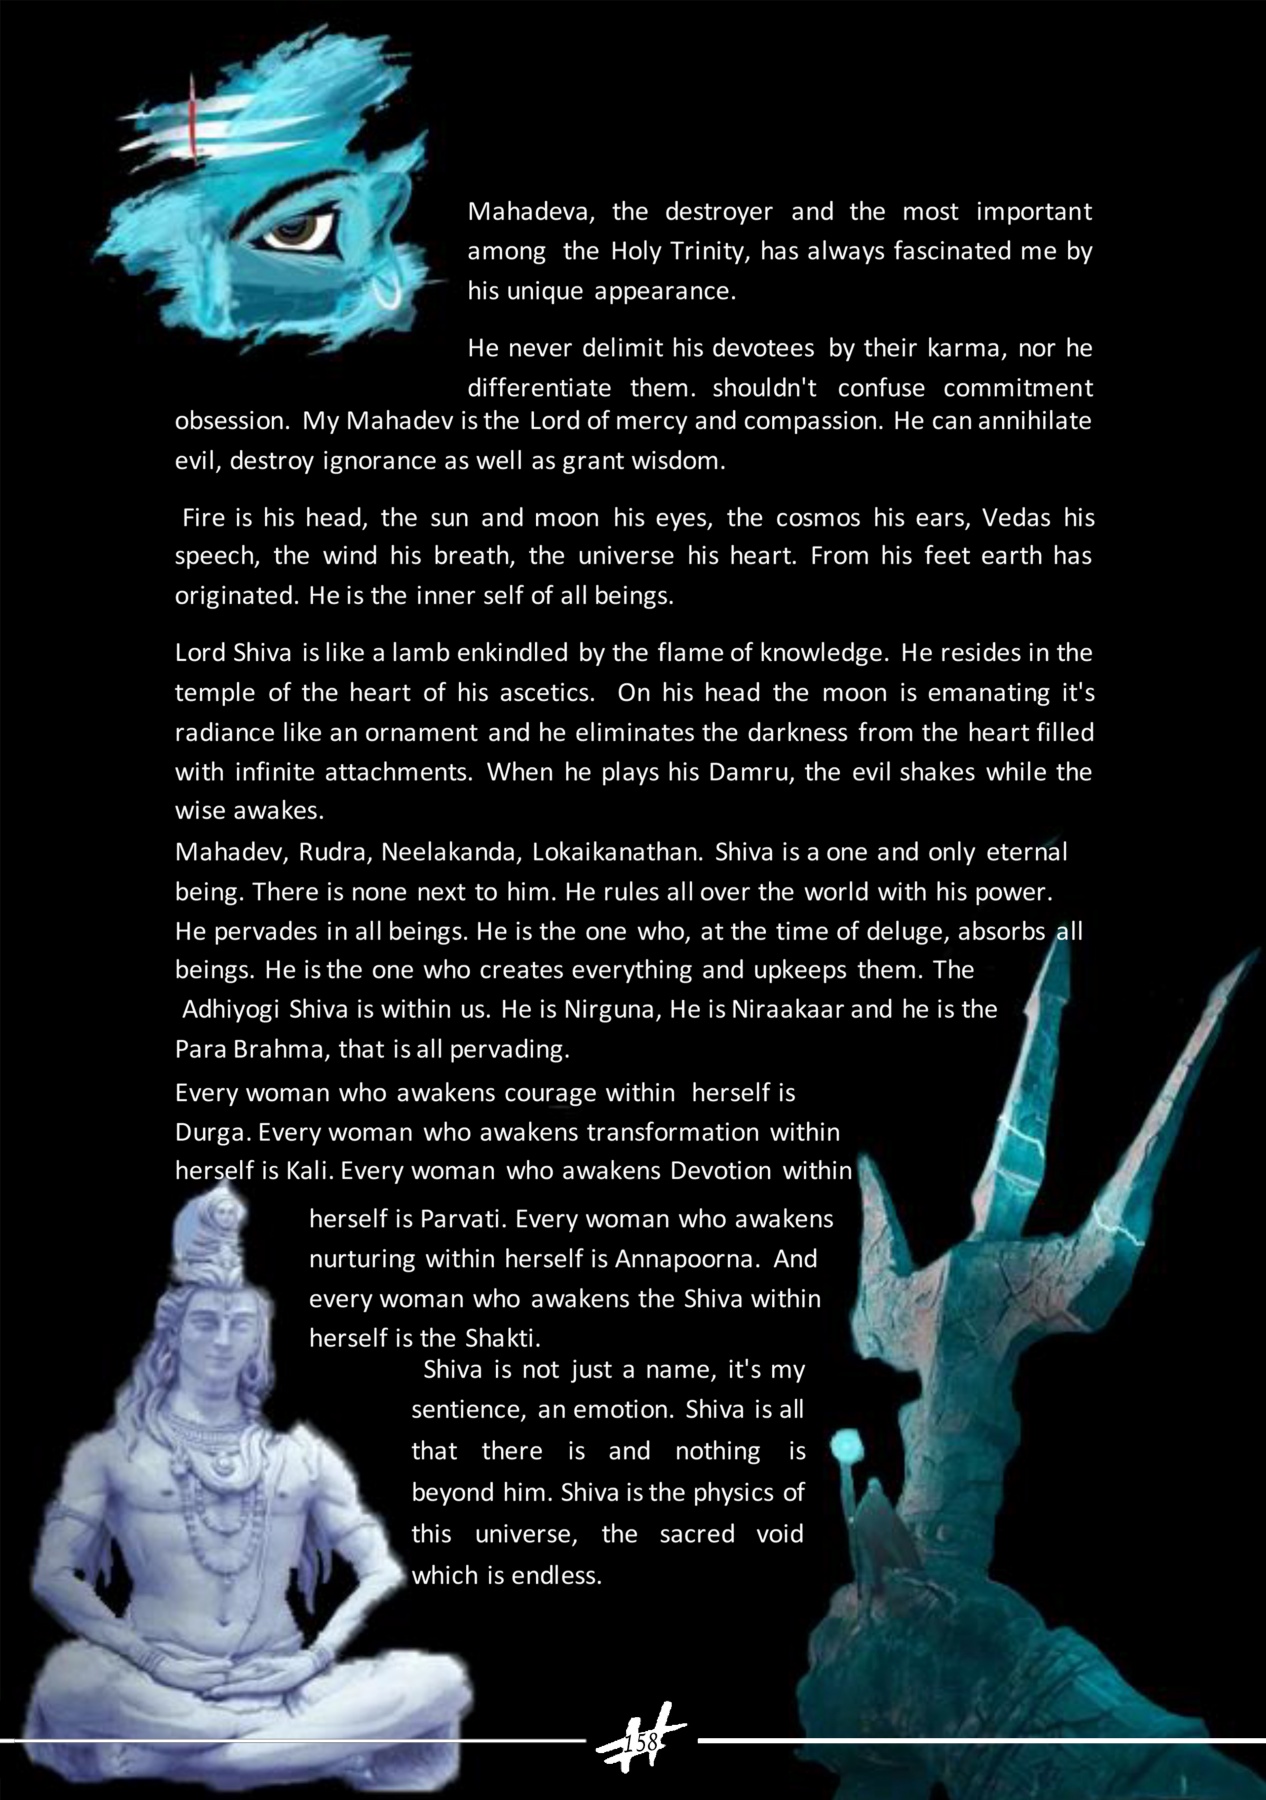 Mahadeva, the destroyer and the most important
among the Holy Trinity, has always fascinated me by
his unique appearance.
He never delimit his devotees by their karma, nor he
differentiate them. shouldn't confuse commitment
obsession. My Mahadev is the Lord of mercy and compassion. He can annihilate
evil, destroy ignorance as well as grant wisdom.
Fire is his head, the sun and moon his eyes, the cosmos his ears, Vedas his
speech, the wind his breath, the universe his heart. From his feet earth has
originated. He is the inner self of all beings.
Lord Shiva is like a lamb enkindled by the flame of knowledge. He resides in the
temple of the heart of his ascetics. On his head the moon is emanating it's
radiance like an ornament and he eliminates the darkness from the heart filled
with infinite attachments. When he plays his Damru, the evil shakes while the
wise awakes.
Mahadev, Rudra, Neelakanda, Lokaikanathan. Shiva is a one and only eternal
being. There is none next to him. He rules all over the world with his power.
He pervades in all beings. He is the one who, at the time of deluge, absorbs all
beings. He is the one who creates everything and upkeeps them. The
Adhiyogi Shiva is within us. He is Nirguna, He is Niraakaar and he is the
Para Brahma, that is all pervading.
Every woman who awakens courage within herself is
Durga. Every woman who awakens transformation within
herself is Kali. Every woman who awakens Devotion within
herself is Parvati. Every woman who awakens
nurturing within herself is Annapoorna. And
every woman who awakens the Shiva within
herself is the Shakti.
Shiva is not just a name, it's my
sentience, an emotion. Shiva is all
that there is and nothing is
beyond him. Shiva is the physics of
this universe, the sacred void
which is endless.
158